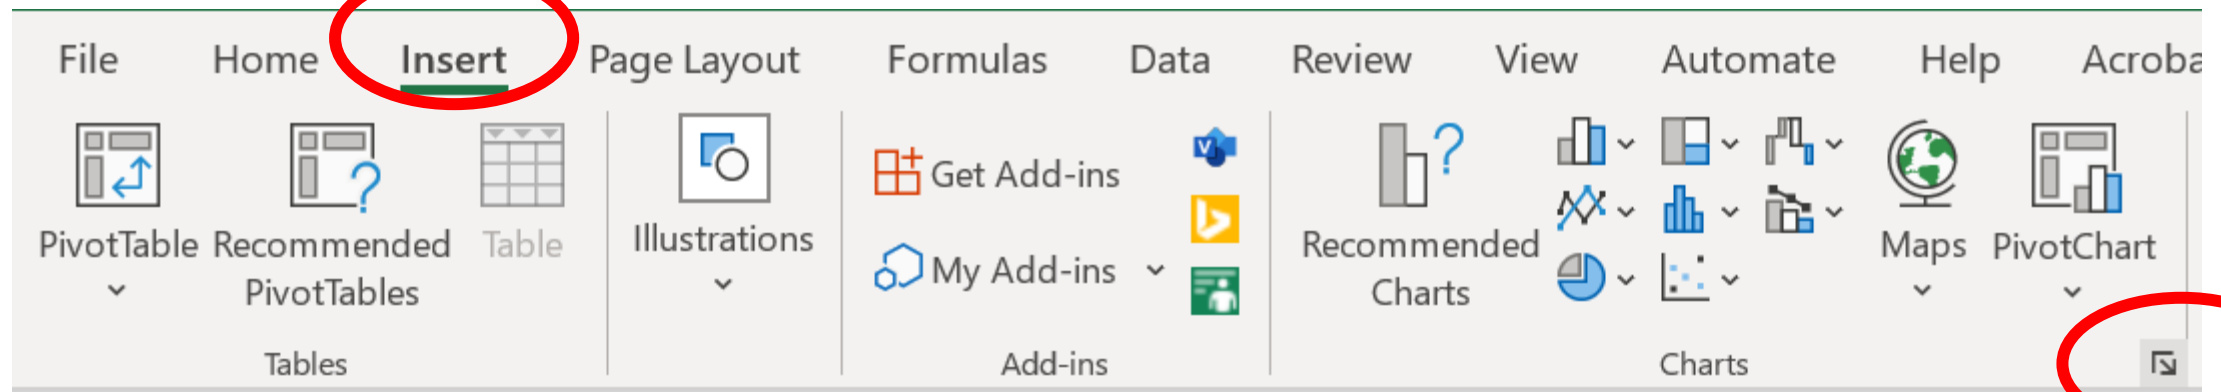 File Home Insert Page Layout Formulas Data Review View Automate Help Acroba
PivotTable
Recommended
PivotTables
Table
Illustrations
Get Add-ins
My Add-ins
Recommended
Charts
Maps
PivotChart
Tables
Add-ins
Charts